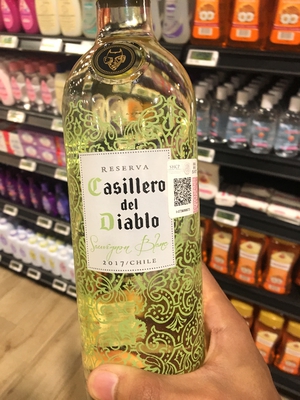 RESERVA
Casillero
del
Diablo
Sauvignon Blanc
2017/CHILE